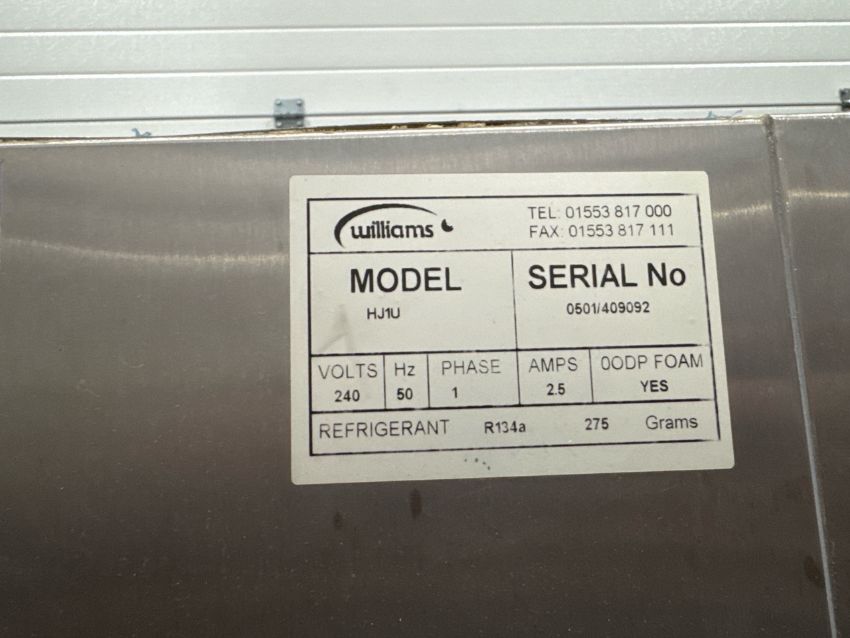 williams
TEL: 01553 817 000
FAX: 01553 817 111
MODEL
HJ1U
SERIAL No
0501/409092
VOLTS
240
Hz
50
PHASE
1
AMPS
2.5
0ODP FOAM
YES
REFRIGERANT R134a 275 Grams